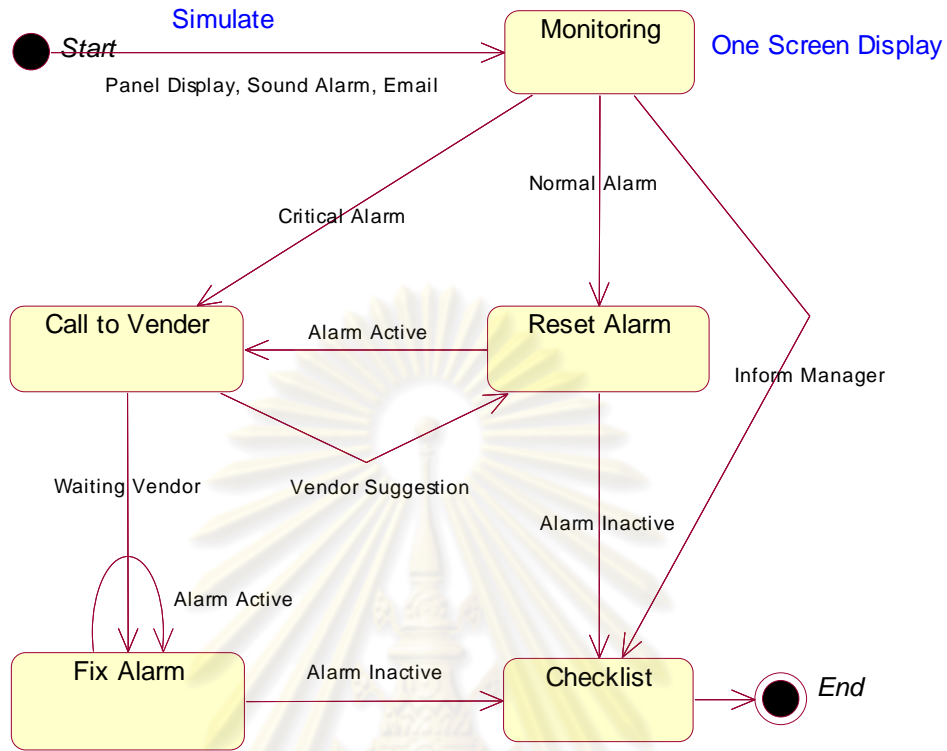 Simulate
Start
Monitoring
One Screen Display
Panel Display, Sound Alarm, Email
Normal Alarm
Critical Alarm
Call to Vender
Alarm Active
Reset Alarm
Inform Manager
Waiting Vendor
Vendor Suggestion
Alarm Inactive
Alarm Active
Fix Alarm
Alarm Inactive
Checklist
End